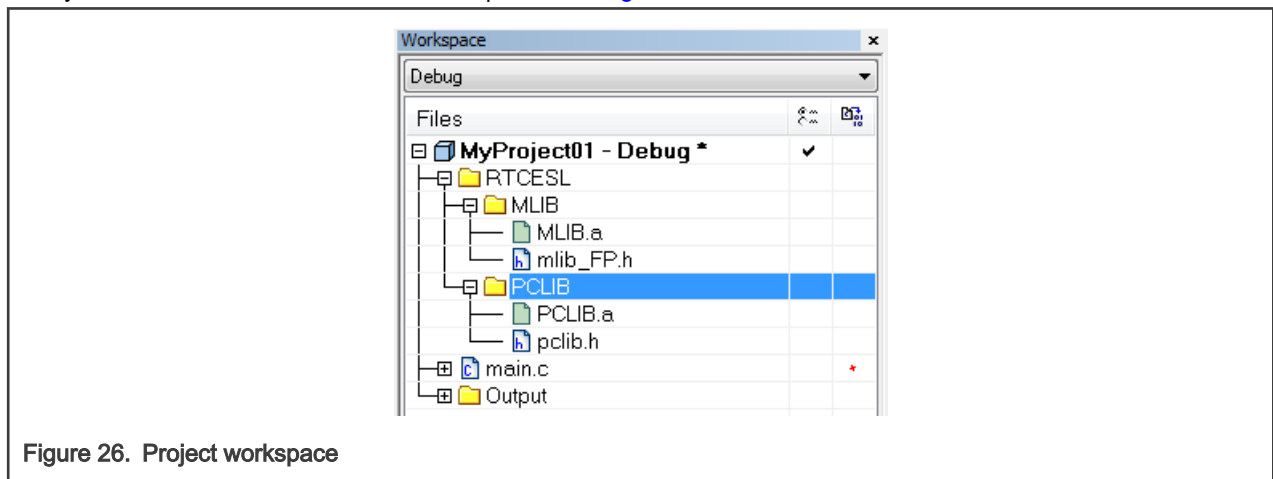 Workspace
Debug
Files
MyProject01 - Debug *
RTCESL
MLIB
MLIB.a
mlib_FP.h
PCLIB
PCLIB.a
pclib.h
main.c
Output
Figure 26. Project workspace